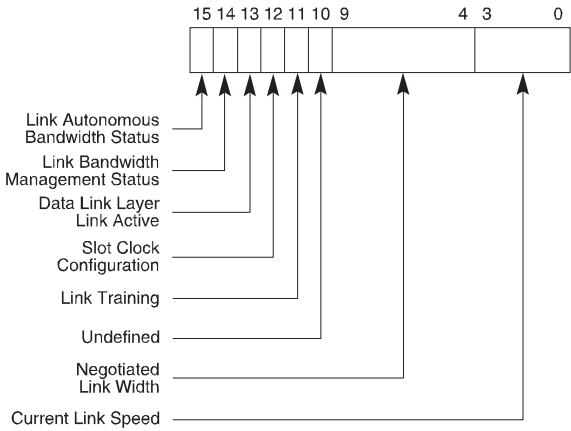 15 14 13 12 11 10 9 4 3 0
Link Autonomous
Bandwidth Status
Link Bandwidth
Management Status
Data Link Layer
Link Active
Slot Clock
Configuration
Link Training
Undefined
Negotiated
Link Width
Current Link Speed